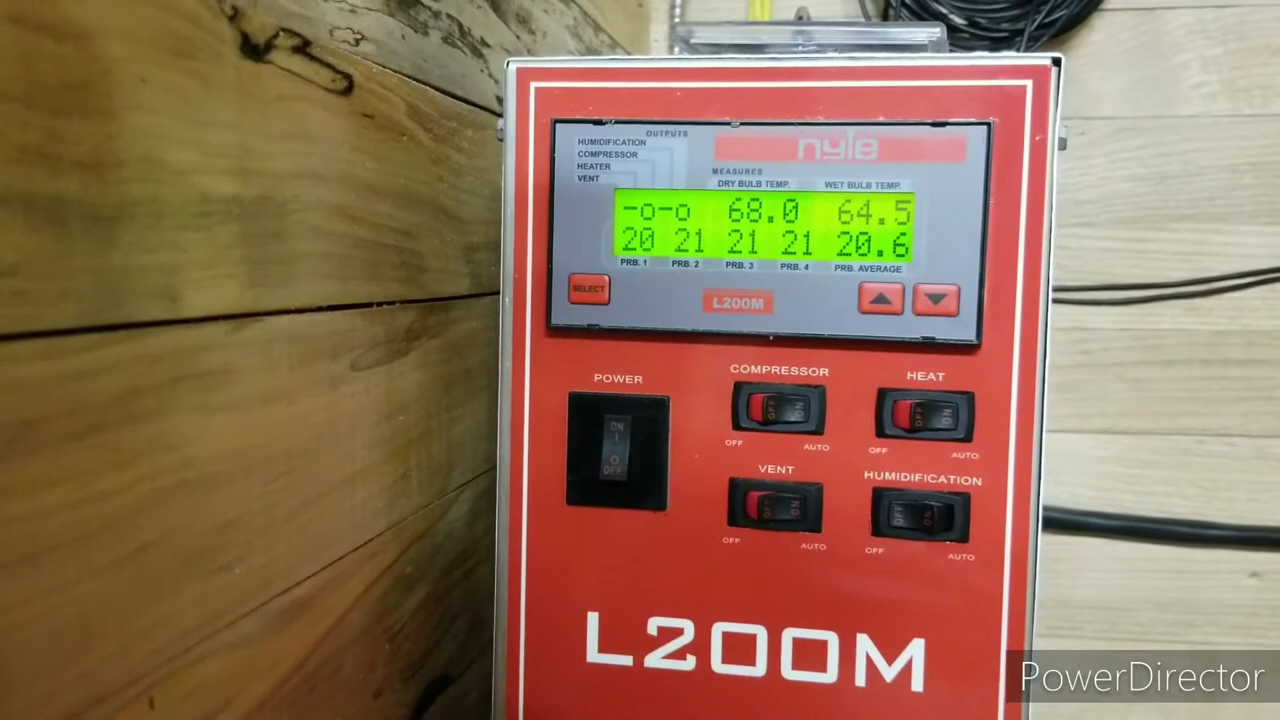 OUTPUTS
HUMIDIFICATION
COMPRESSOR
HEATER
VENT
nyle
MEASURES
DRY BULB TEMP. WET BULB TEMP.
-o-o 68.0 64.5
20 21 21 21 20.6
PRB. 1 PRB. 2 PRB. 3 PRB. 4 PRB. AVERAGE
SELECT
L200M
POWER
ON
I
O
OFF
COMPRESSOR
OFF ON
OFF AUTO
HEAT
OFF ON
OFF AUTO
VENT
OFF ON
OFF AUTO
HUMIDIFICATION
OFF ON
OFF AUTO
L200M
PowerDirector